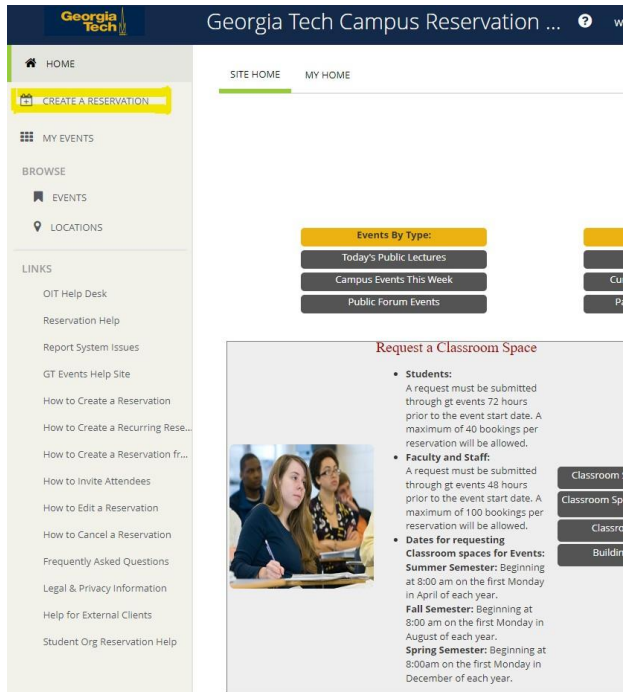 Georgia
Tech
Georgia Tech Campus Reservation ...
HOME
CREATE A RESERVATION
MY EVENTS
BROWSE
EVENTS
LOCATIONS
LINKS
OIT Help Desk
Reservation Help
Report System Issues
GT Events Help Site
How to Create a Reservation
How to Create a Recurring Rese...
How to Create a Reservation fr...
How to Invite Attendees
How to Edit a Reservation
How to Cancel a Reservation
Frequently Asked Questions
Legal & Privacy Information
Help for External Clients
Student Org Reservation Help
SITE HOME
MY HOME
Events By Type:
Today's Public Lectures
Campus Events This Week
Public Forum Events
Request a Classroom Space
• Students:
A request must be submitted
through gt events 72 hours
prior to the event start date. A
maximum of 40 bookings per
reservation will be allowed.
• Faculty and Staff:
A request must be submitted
through gt events 48 hours
prior to the event start date. A
maximum of 100 bookings per
reservation will be allowed.
• Dates for requesting
Classroom spaces for Events:
Summer Semester: Beginning
at 8:00 am on the first Monday
in April of each year.
Fall Semester: Beginning at
8:00 am on the first Monday in
August of each year.
Spring Semester: Beginning at
8:00am on the first Monday in
December of each year.
Classroom
Classroom